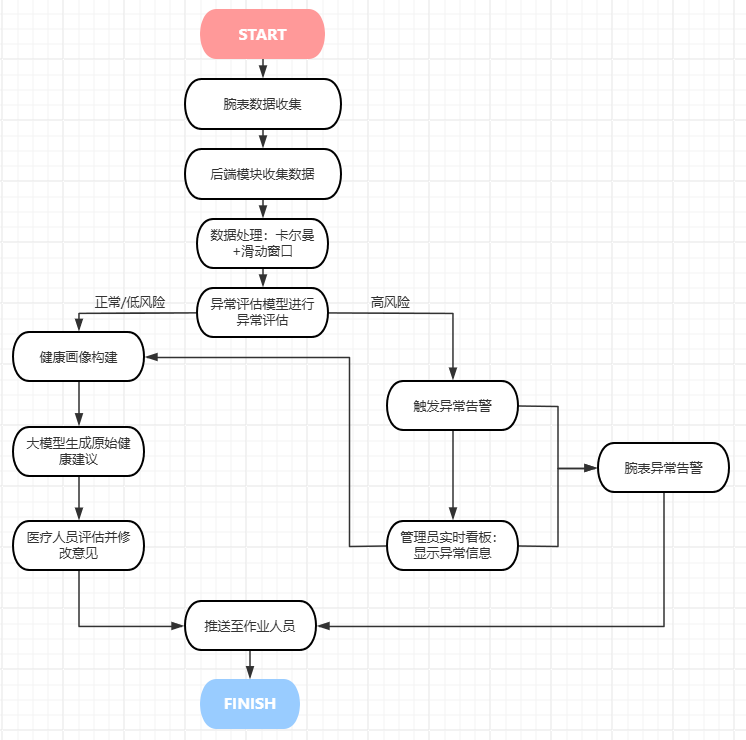 START
腕表数据收集
后端模块收集数据
数据处理：卡尔曼
+滑动窗口
正常/低风险
异常评估模型进行
异常评估
高风险
健康画像构建
触发异常告警
大模型生成原始健
康建议
腕表异常告警
医疗人员评估并修
改意见
管理员实时看板：
显示异常信息
推送至作业人员
FINISH